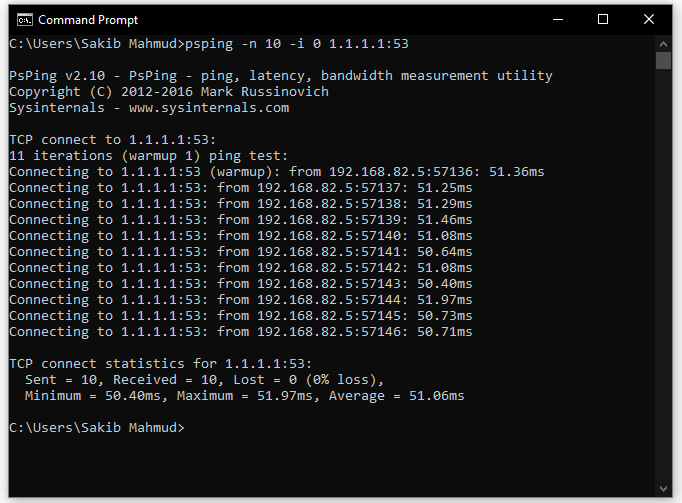 Command Prompt
C:\Users\Sakib Mahmud>psping -n 10 -i 0 1.1.1.1:53
PsPing v2.10 - PsPing - ping, latency, bandwidth measurement utility
Copyright (C) 2012-2016 Mark Russinovich
Sysinternals - www.sysinternals.com
TCP connect to 1.1.1.1:53:
11 iterations (warmup 1) ping test:
Connecting to 1.1.1.1:53 (warmup): from 192.168.82.5:57136: 51.36ms
Connecting to 1.1.1.1:53: from 192.168.82.5:57137: 51.25ms
Connecting to 1.1.1.1:53: from 192.168.82.5:57138: 51.29ms
Connecting to 1.1.1.1:53: from 192.168.82.5:57139: 51.46ms
Connecting to 1.1.1.1:53: from 192.168.82.5:57140: 51.08ms
Connecting to 1.1.1.1:53: from 192.168.82.5:57141: 50.64ms
Connecting to 1.1.1.1:53: from 192.168.82.5:57142: 51.08ms
Connecting to 1.1.1.1:53: from 192.168.82.5:57143: 50.40ms
Connecting to 1.1.1.1:53: from 192.168.82.5:57144: 51.97ms
Connecting to 1.1.1.1:53: from 192.168.82.5:57145: 50.73ms
Connecting to 1.1.1.1:53: from 192.168.82.5:57146: 50.71ms
TCP connect statistics for 1.1.1.1:53:
  Sent = 10, Received = 10, Lost = 0 (0% loss),
  Minimum = 50.40ms, Maximum = 51.97ms, Average = 51.06ms
C:\Users\Sakib Mahmud>